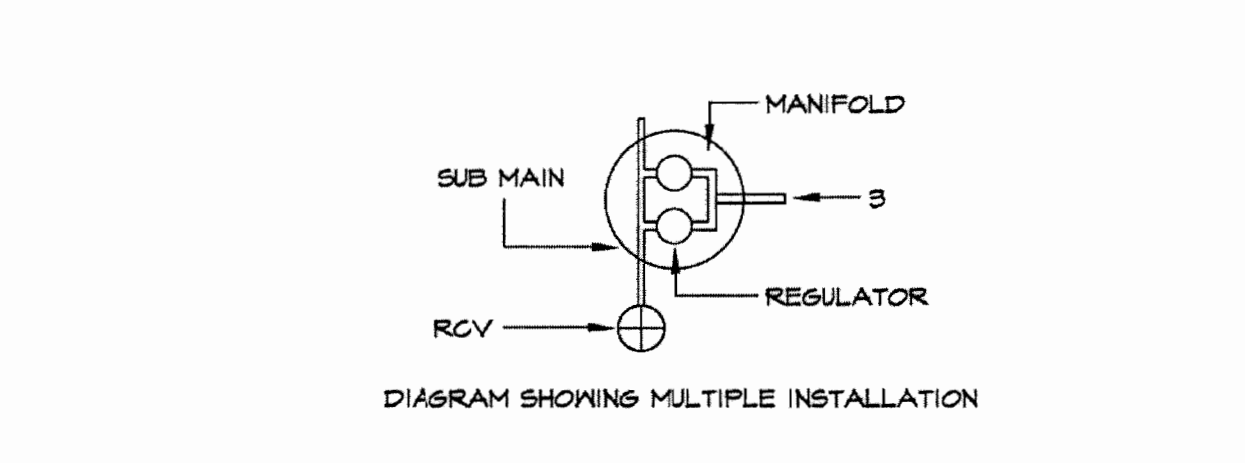 MANIFOLD
SUB MAIN
3
REGULATOR
RCV
DIAGRAM SHOWING MULTIPLE INSTALLATION